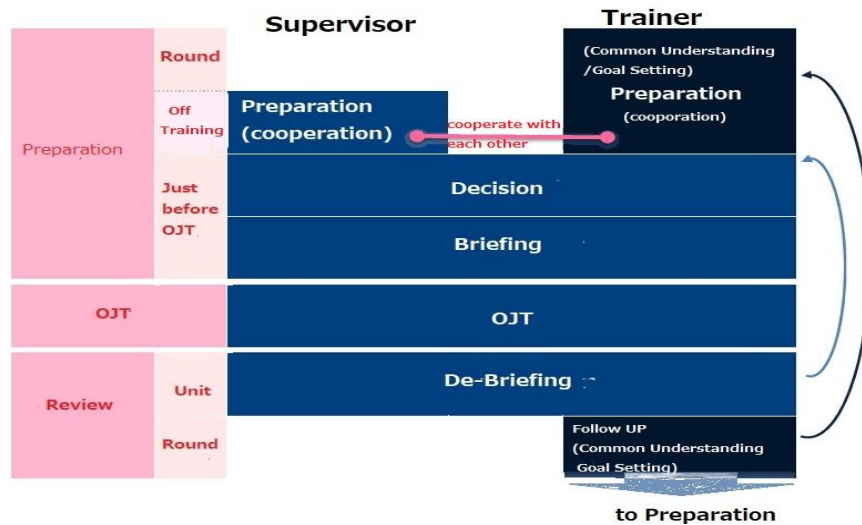 Supervisor
Trainer
Round
(Common Understanding
/Goal Setting)
Preparation
(cooporation)
Off
Training
Preparation
(cooperation)
cooperate with
each other
Preparation
Just
before
OJT
Decision
Briefing
OJT
OJT
Review
Unit
De-Briefing
Round
Follow UP
(Common Understanding
Goal Setting)
to Preparation